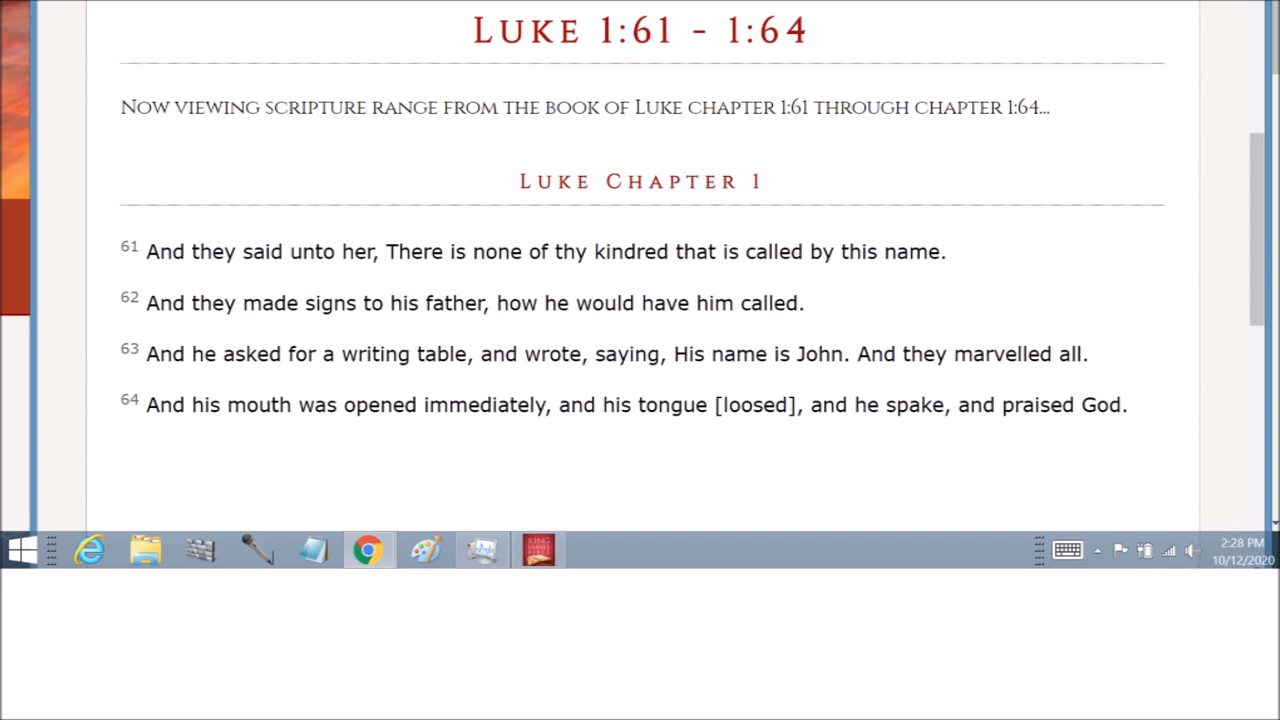 Luke 1:61 - 1:64
Now viewing scripture range from the book of Luke chapter 1:61 through chapter 1:64...
Luke Chapter 1
61 And they said unto her, There is none of thy kindred that is called by this name.
62 And they made signs to his father, how he would have him called.
63 And he asked for a writing table, and wrote, saying, His name is John. And they marvelled all.
64 And his mouth was opened immediately, and his tongue [loosed], and he spake, and praised God.
KING JAMES BIBLE
2:28 PM
10/12/2020